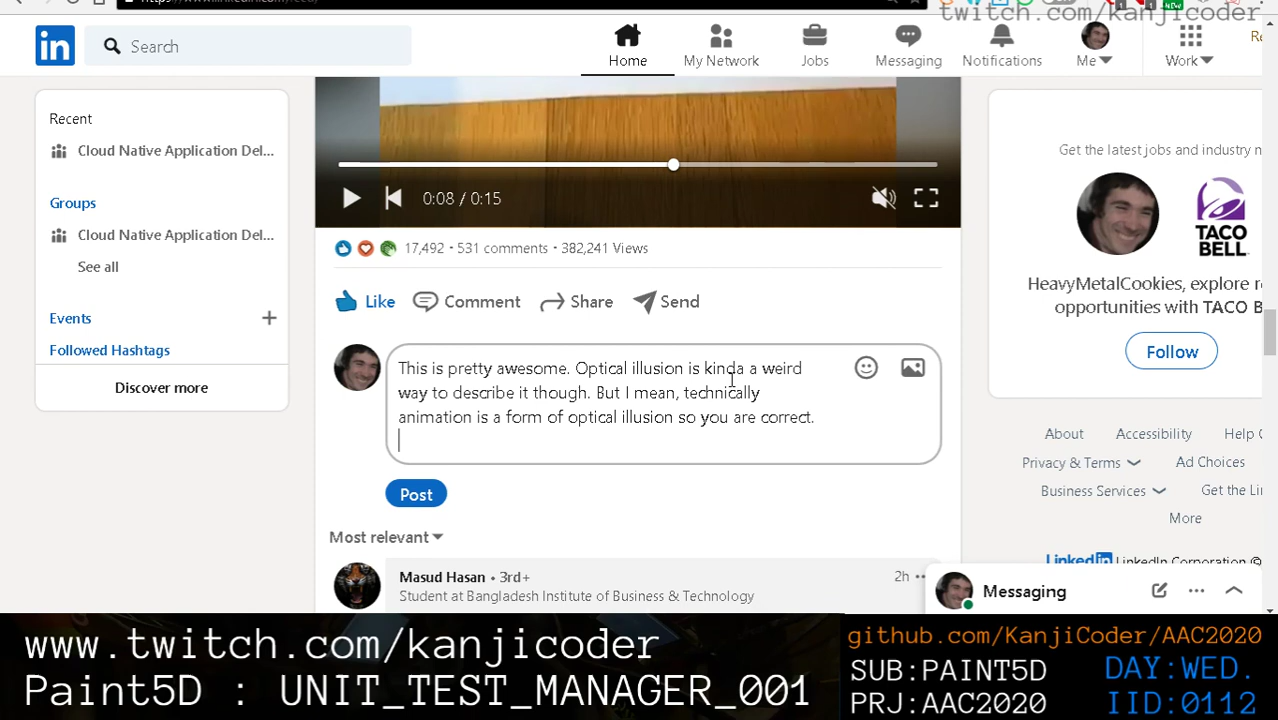 twitch.com/kanjicoder
in
Search
Home
My Network
Jobs
Messaging
Notifications
Me
Work
Recent
Cloud Native Application Del...
Groups
Cloud Native Application Del...
See all
Events
Followed Hashtags
Discover more
0:08 / 0:15
17,492 • 531 comments • 382,241 Views
Like
Comment
Share
Send
This is pretty awesome. Optical illusion is kinda a weird
way to describe it though. But I mean, technically
animation is a form of optical illusion so you are correct.
Post
Most relevant
Masud Hasan • 3rd+
2h
Student at Bangladesh Institute of Business & Technology
Get the latest jobs and industry n
TACO
BELL
HeavyMetalCookies, explore
opportunities with TACO B
Follow
About
Accessibility
Help
Privacy & Terms
Ad Choices
Business Services
Get the Li
More
LinkedIn LinkedIn Corporation ©
Messaging
www.twitch.com/kanjicoder
Paint5D : UNIT_TEST_MANAGER_001
github.com/KanjiCoder/AAC2020
SUB:PAINT5D
DAY:WED.
PRJ:AAC2020
IID:0112